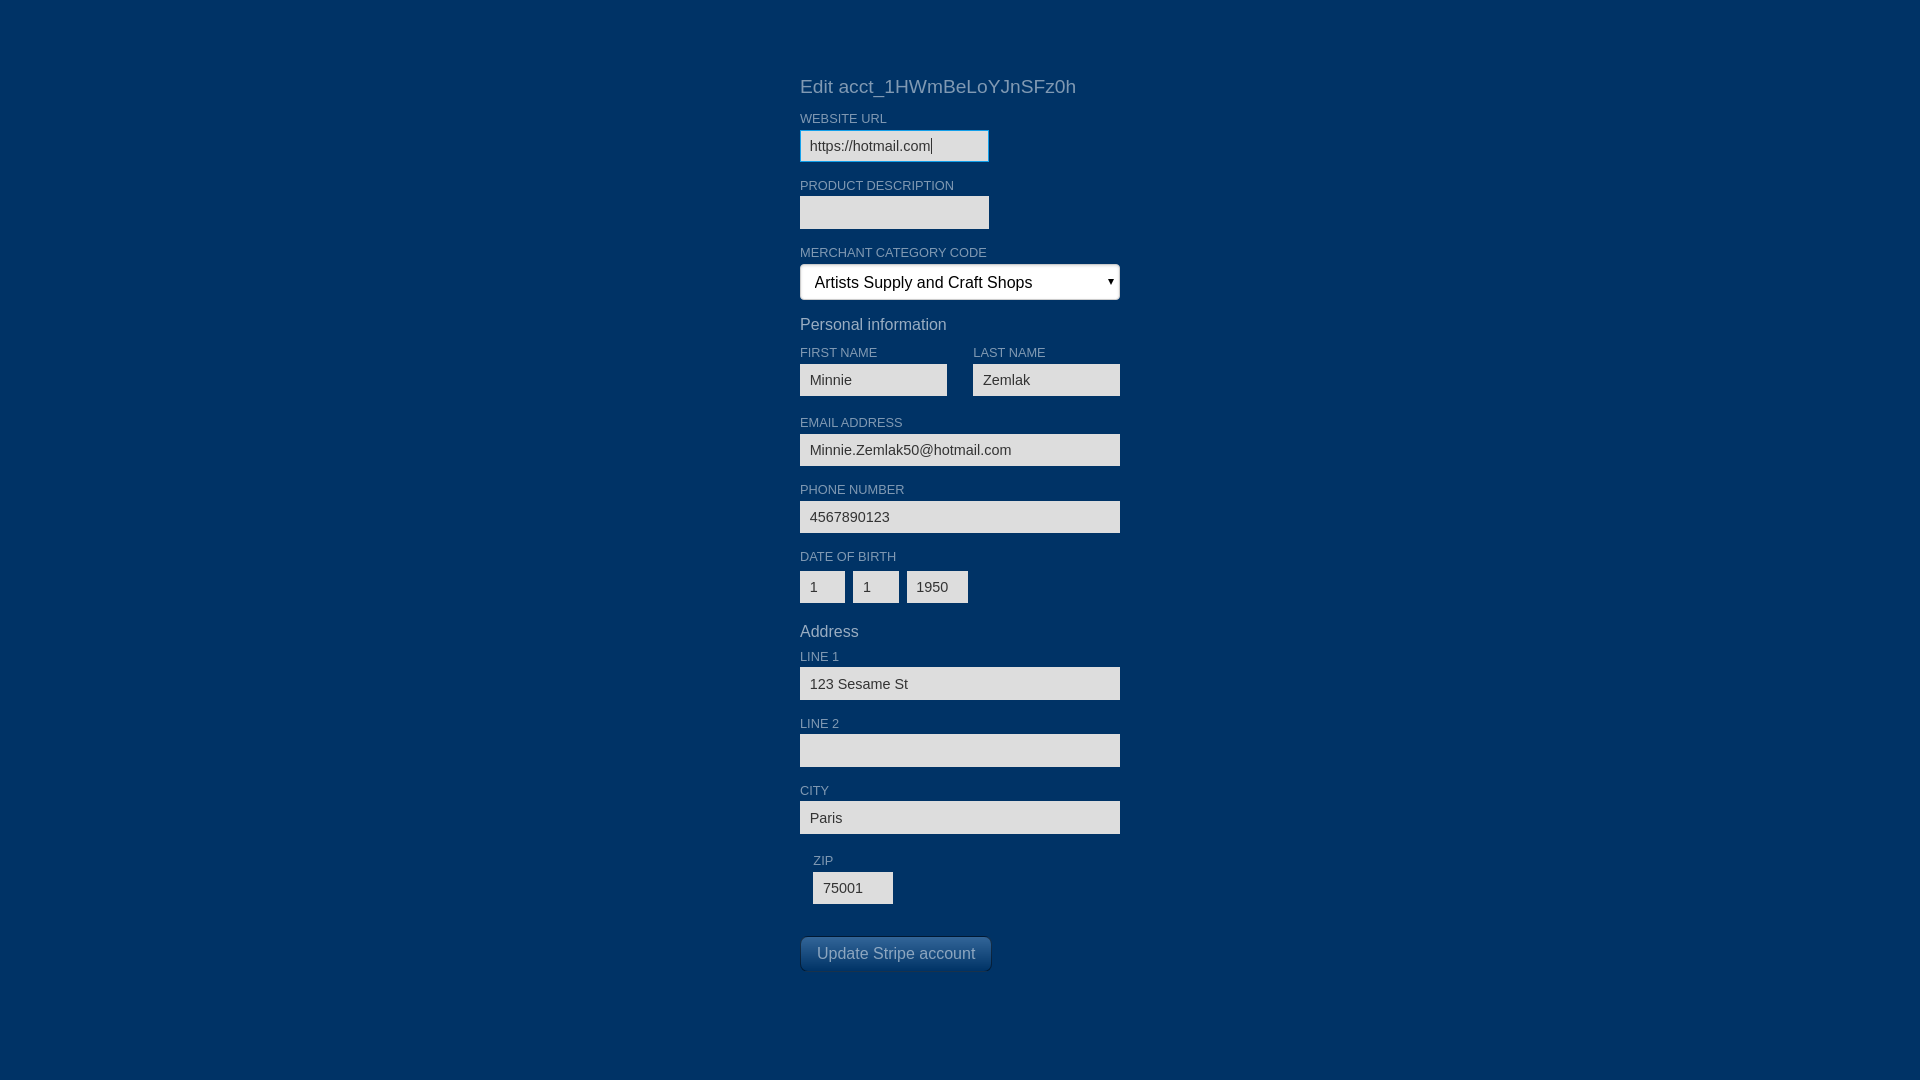 Edit acct_1HWmBeLoYJnSFz0h
WEBSITE URL
https://hotmail.com
PRODUCT DESCRIPTION
MERCHANT CATEGORY CODE
Artists Supply and Craft Shops
Personal information
FIRST NAME LAST NAME
Minnie Zemlak
EMAIL ADDRESS
Minnie.Zemlak50@hotmail.com
PHONE NUMBER
4567890123
DATE OF BIRTH
1 1 1950
Address
LINE 1
123 Sesame St
LINE 2
CITY
Paris
ZIP
75001
Update Stripe account